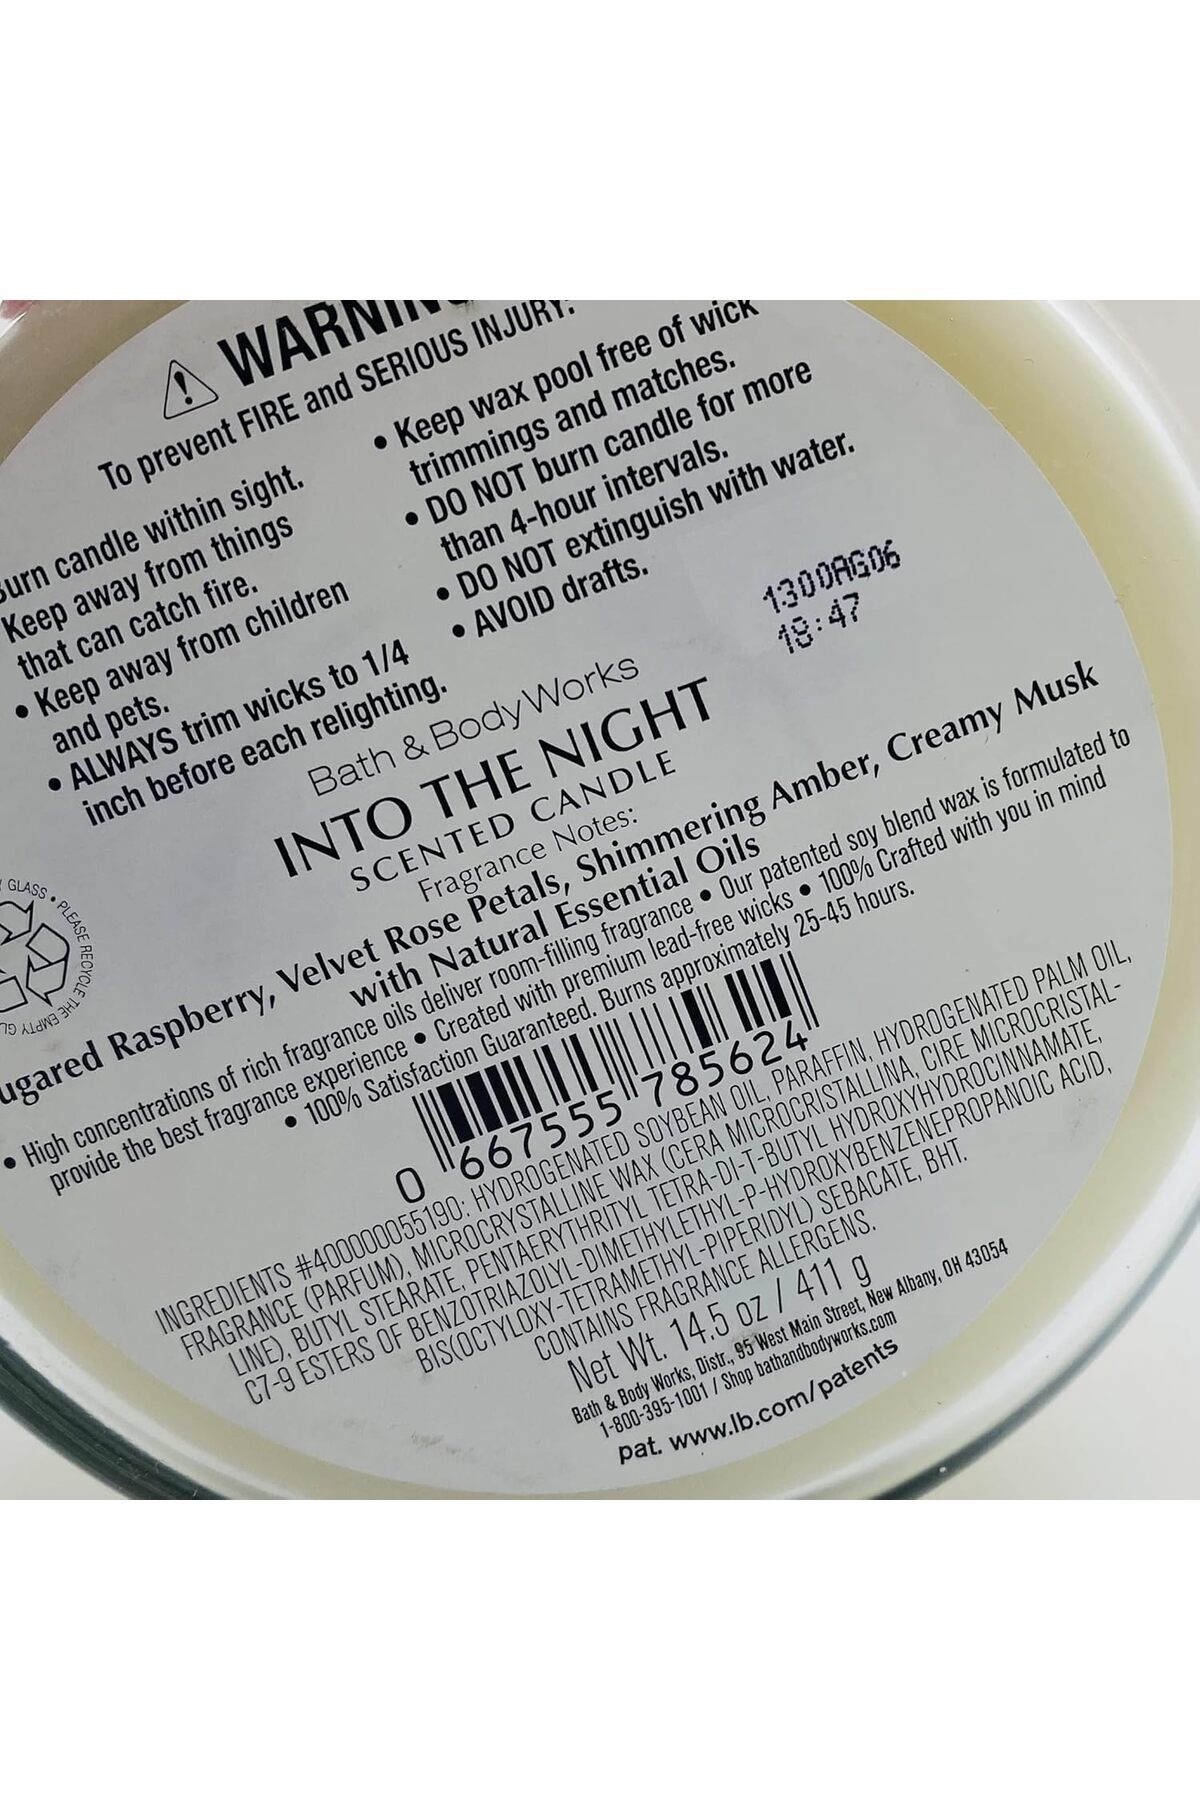 WARNIN
To prevent FIRE and SERIOUS INJURY:
Burn candle within sight.
Keep away from things
that can catch fire.
• Keep away from children
and pets.
• ALWAYS trim wicks to 1/4
inch before each relighting.
• Keep wax pool free of wick
trimmings and matches.
• DO NOT burn candle for more
than 4-hour intervals.
• DO NOT extinguish with water.
• AVOID drafts.
1300AG06
18:47
Bath & Body Works
INTO THE NIGHT
SCENTED CANDLE
Fragrance Notes:
ugared Raspberry, Velvet Rose Petals, Shimmering Amber, Creamy Musk
with Natural Essential Oils
• High concentrations of rich fragrance oils deliver room-filling fragrance • Our patented soy blend wax is formulated to
provide the best fragrance experience • Created with premium lead-free wicks • 100% Crafted with you in mind
• 100% Satisfaction Guaranteed. Burns approximately 25-45 hours.
GLASS • PLEASE RECYCLE THE EMPTY GL
0 667555 785624
INGREDIENTS #400000055190: HYDROGENATED SOYBEAN OIL, PARAFFIN, HYDROGENATED PALM OIL,
FRAGRANCE (PARFUM), MICROCRYSTALLINE WAX (CERA MICROCRISTALLINA, CIRE MICROCRISTAL-
LINE), BUTYL STEARATE, PENTAERYTHRITYL TETRA-DI-T-BUTYL HYDROXYHYDROCINNAMATE,
C7-9 ESTERS OF BENZOTRIAZOLYL-DIMETHYLETHYL-P-HYDROXYBENZENEPROPANOIC ACID,
BIS(OCTYLOXY-TETRAMETHYL-PIPERIDYL) SEBACATE, BHT.
CONTAINS FRAGRANCE ALLERGENS.
Net Wt. 14.5 oz / 411 g
Bath & Body Works, Distr., 95 West Main Street, New Albany, OH 43054
1-800-395-1001 / Shop bathandbodyworks.com
pat. www.lb.com/patents